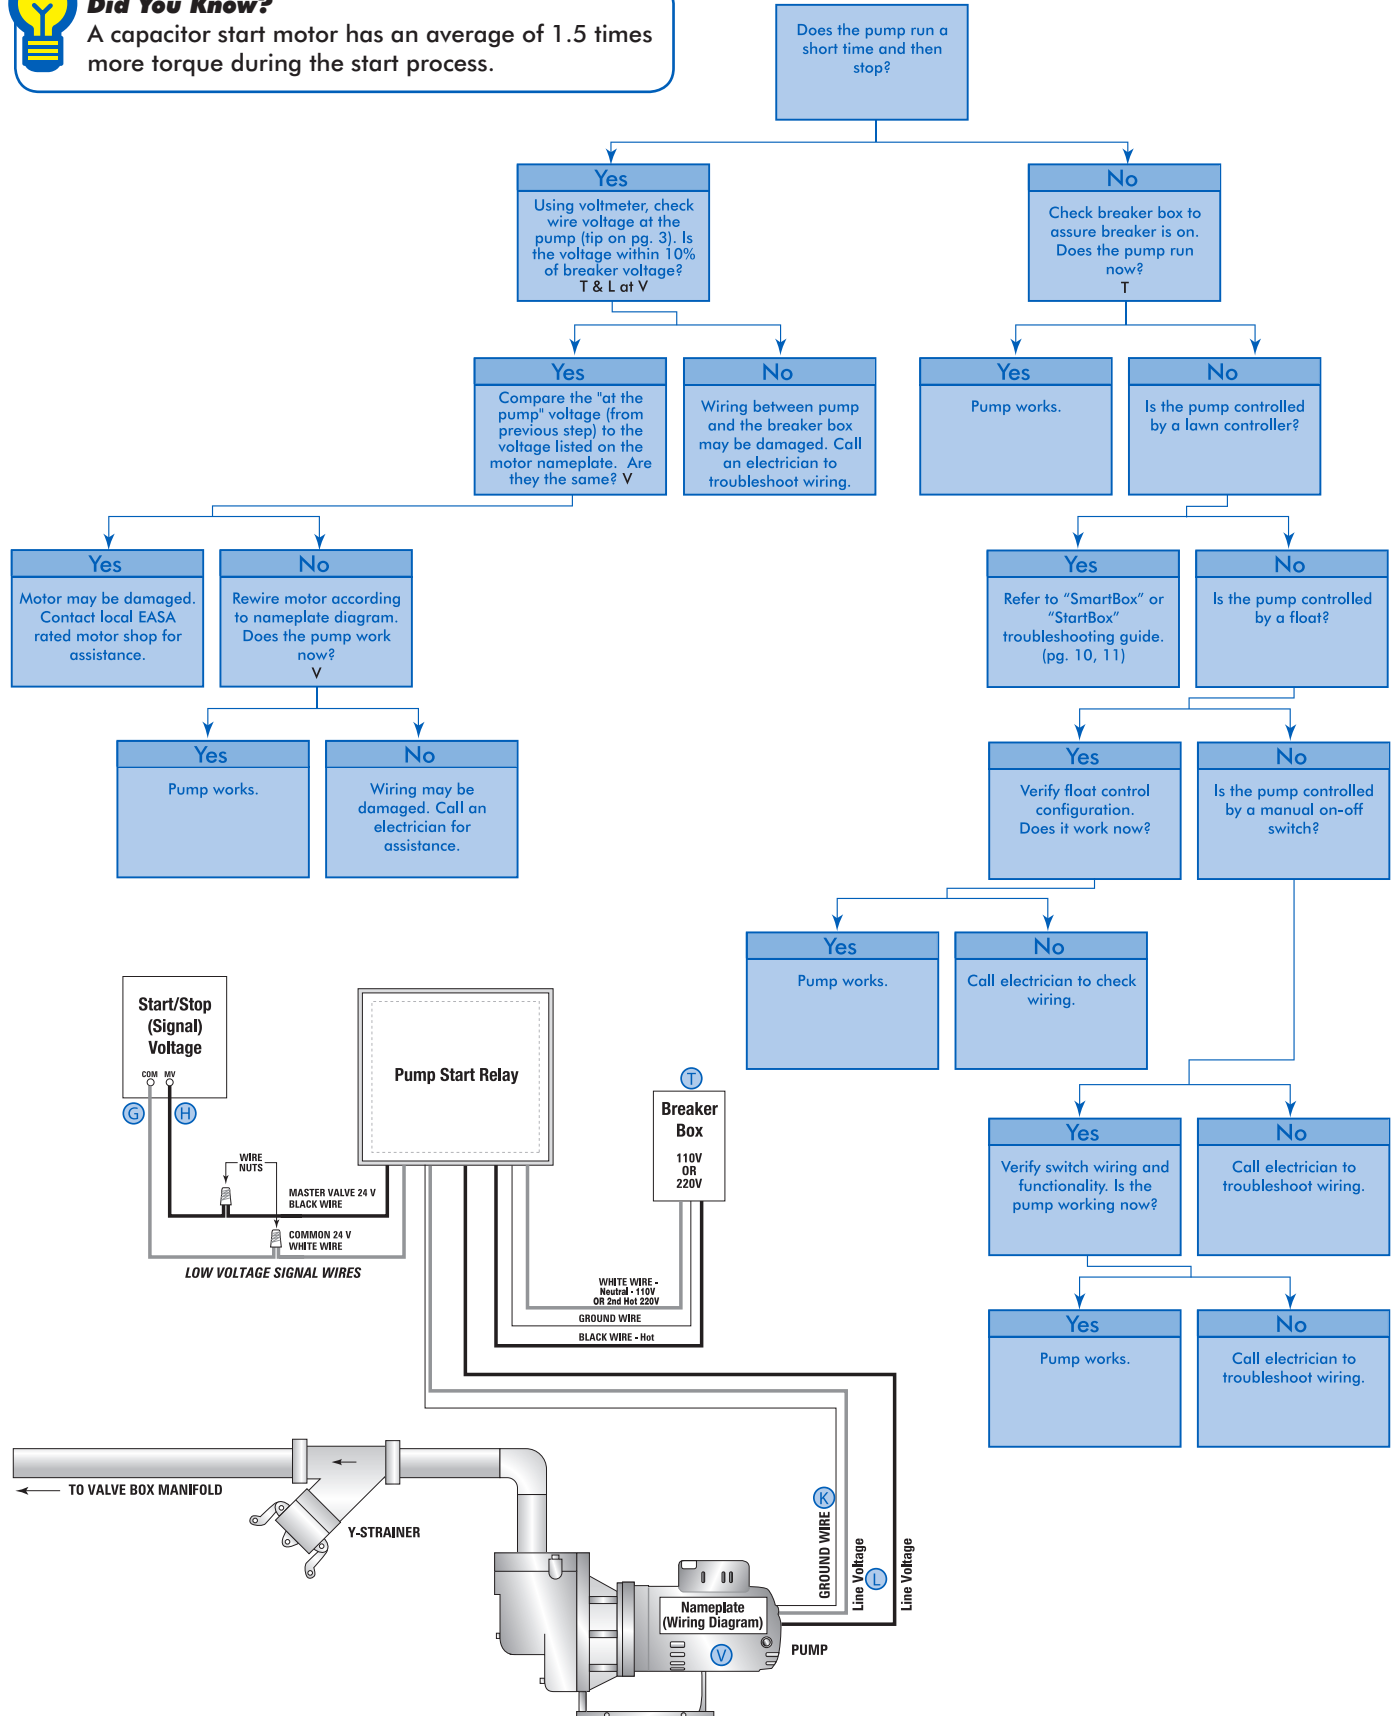 Did You Know?
A capacitor start motor has an average of 1.5 times
more torque during the start process.
Does the pump run a
short time and then
stop?
Yes
Using voltmeter, check
wire voltage at the
pump (tip on pg. 3). Is
the voltage within 10%
of breaker voltage?
T & L at V
No
Check breaker box to
assure breaker is on.
Does the pump run
now?
T
Yes
Compare the "at the
pump" voltage (from
previous step) to the
voltage listed on the
motor nameplate. Are
they the same? V
No
Wiring between pump
and the breaker box
may be damaged. Call
an electrician to
troubleshoot wiring.
Yes
Pump works.
No
Is the pump controlled
by a lawn controller?
Yes
Motor may be damaged.
Contact local EASA
rated motor shop for
assistance.
No
Rewire motor according
to nameplate diagram.
Does the pump work
now?
V
Yes
Refer to “SmartBox” or
“StartBox”
troubleshooting guide.
(pg. 10, 11)
No
Is the pump controlled
by a float?
Yes
Pump works.
No
Wiring may be
damaged. Call an
electrician for
assistance.
Yes
Verify float control
configuration.
Does it work now?
No
Is the pump controlled
by a manual on-off
switch?
Yes
Pump works.
No
Call electrician to check
wiring.
Yes
Verify switch wiring and
functionality. Is the
pump working now?
No
Call electrician to
troubleshoot wiring.
Yes
Pump works.
No
Call electrician to
troubleshoot wiring.
Start/Stop
(Signal)
Voltage
COM MV
G H
WIRE
NUTS
MASTER VALVE 24 V
BLACK WIRE
COMMON 24 V
WHITE WIRE
LOW VOLTAGE SIGNAL WIRES
Pump Start Relay
T
Breaker
Box
110V
OR
220V
WHITE WIRE -
Neutral - 110V
OR 2nd Hot 220V
GROUND WIRE
BLACK WIRE - Hot
TO VALVE BOX MANIFOLD
Y-STRAINER
K
GROUND WIRE
Line Voltage
L
Line Voltage
Nameplate
(Wiring Diagram)
V
PUMP